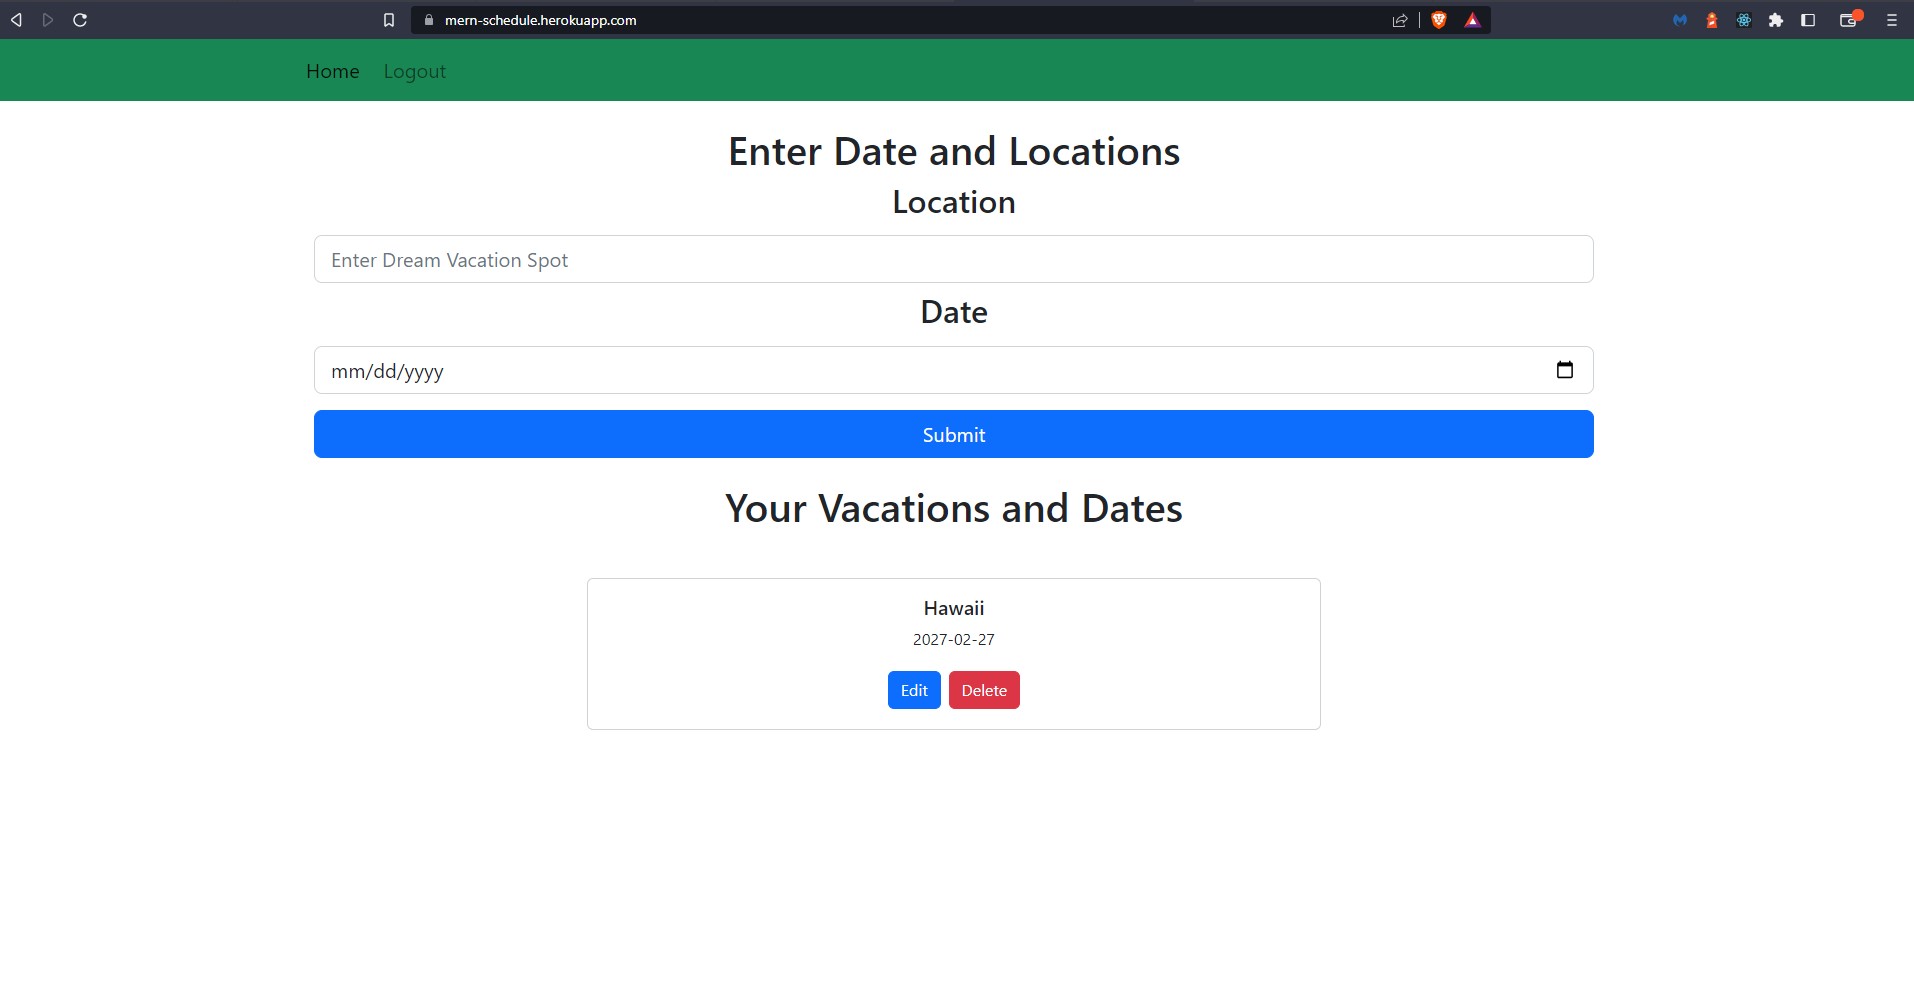 mern-schedule.herokuapp.com
Home Logout
Enter Date and Locations
Location
Enter Dream Vacation Spot
Date
mm/dd/yyyy
Submit
Your Vacations and Dates
Hawaii
2027-02-27
Edit Delete